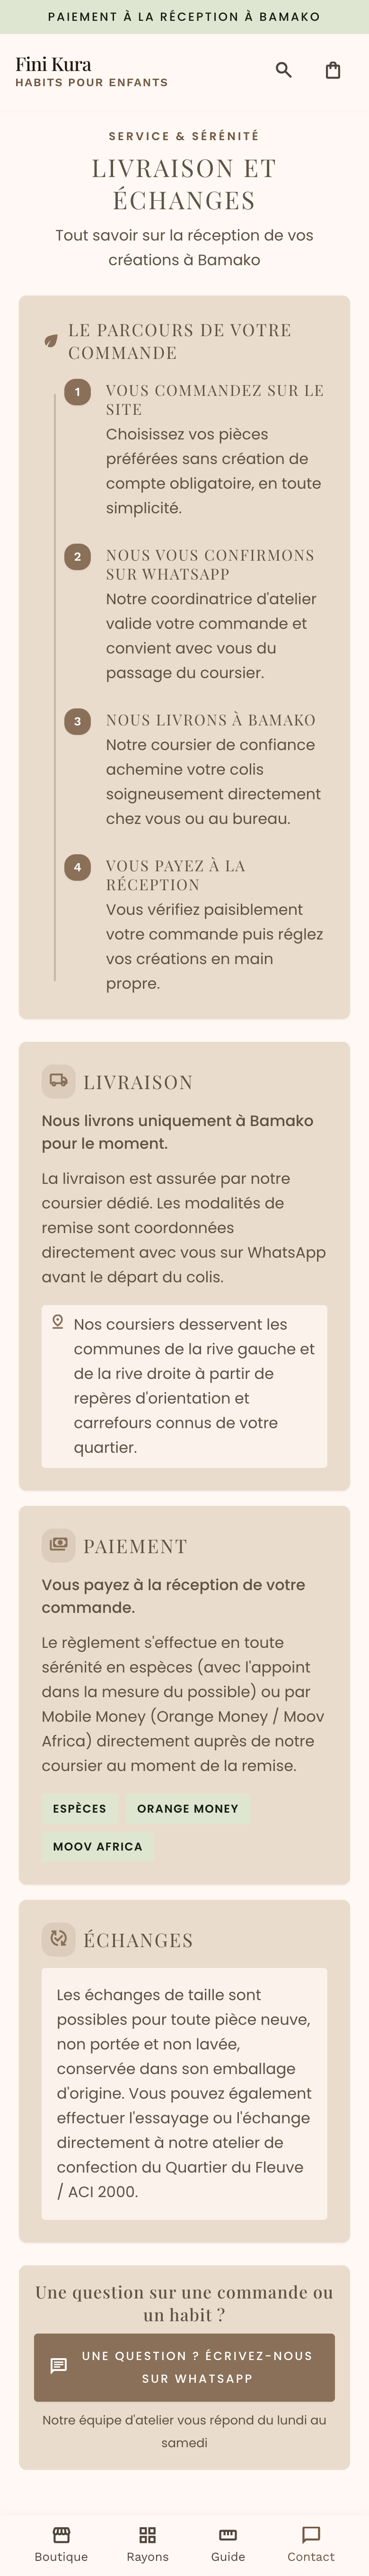 PAIEMENT À LA RÉCEPTION À BAMAKO
Fini Kura
HABITS POUR ENFANTS
SERVICE & SÉRÉNITÉ
LIVRAISON ET
ÉCHANGES
Tout savoir sur la réception de vos
créations à Bamako
LE PARCOURS DE VOTRE
COMMANDE
1
VOUS COMMANDEZ SUR LE
SITE
Choisissez vos pièces
préférées sans création de
compte obligatoire, en toute
simplicité.
2
NOUS VOUS CONFIRMONS
SUR WHATSAPP
Notre coordinatrice d'atelier
valide votre commande et
convient avec vous du
passage du coursier.
3
NOUS LIVRONS À BAMAKO
Notre coursier de confiance
achemine votre colis
soigneusement directement
chez vous ou au bureau.
4
VOUS PAYEZ À LA
RÉCEPTION
Vous vérifiez paisiblement
votre commande puis réglez
vos créations en main
propre.
LIVRAISON
Nous livrons uniquement à Bamako
pour le moment.
La livraison est assurée par notre
coursier dédié. Les modalités de
remise sont coordonnées
directement avec vous sur WhatsApp
avant le départ du colis.
Nos coursiers desservent les
communes de la rive gauche et
de la rive droite à partir de
repères d'orientation et
carrefours connus de votre
quartier.
PAIEMENT
Vous payez à la réception de votre
commande.
Le règlement s'effectue en toute
sérénité en espèces (avec l'appoint
dans la mesure du possible) ou par
Mobile Money (Orange Money / Moov
Africa) directement auprès de notre
coursier au moment de la remise.
ESPÈCES
ORANGE MONEY
MOOV AFRICA
ÉCHANGES
Les échanges de taille sont
possibles pour toute pièce neuve,
non portée et non lavée,
conservée dans son emballage
d'origine. Vous pouvez également
effectuer l'essayage ou l'échange
directement à notre atelier de
confection du Quartier du Fleuve
/ ACI 2000.
Une question sur une commande ou
un habit ?
UNE QUESTION ? ÉCRIVEZ-NOUS
SUR WHATSAPP
Notre équipe d'atelier vous répond du lundi au
samedi
Boutique
Rayons
Guide
Contact